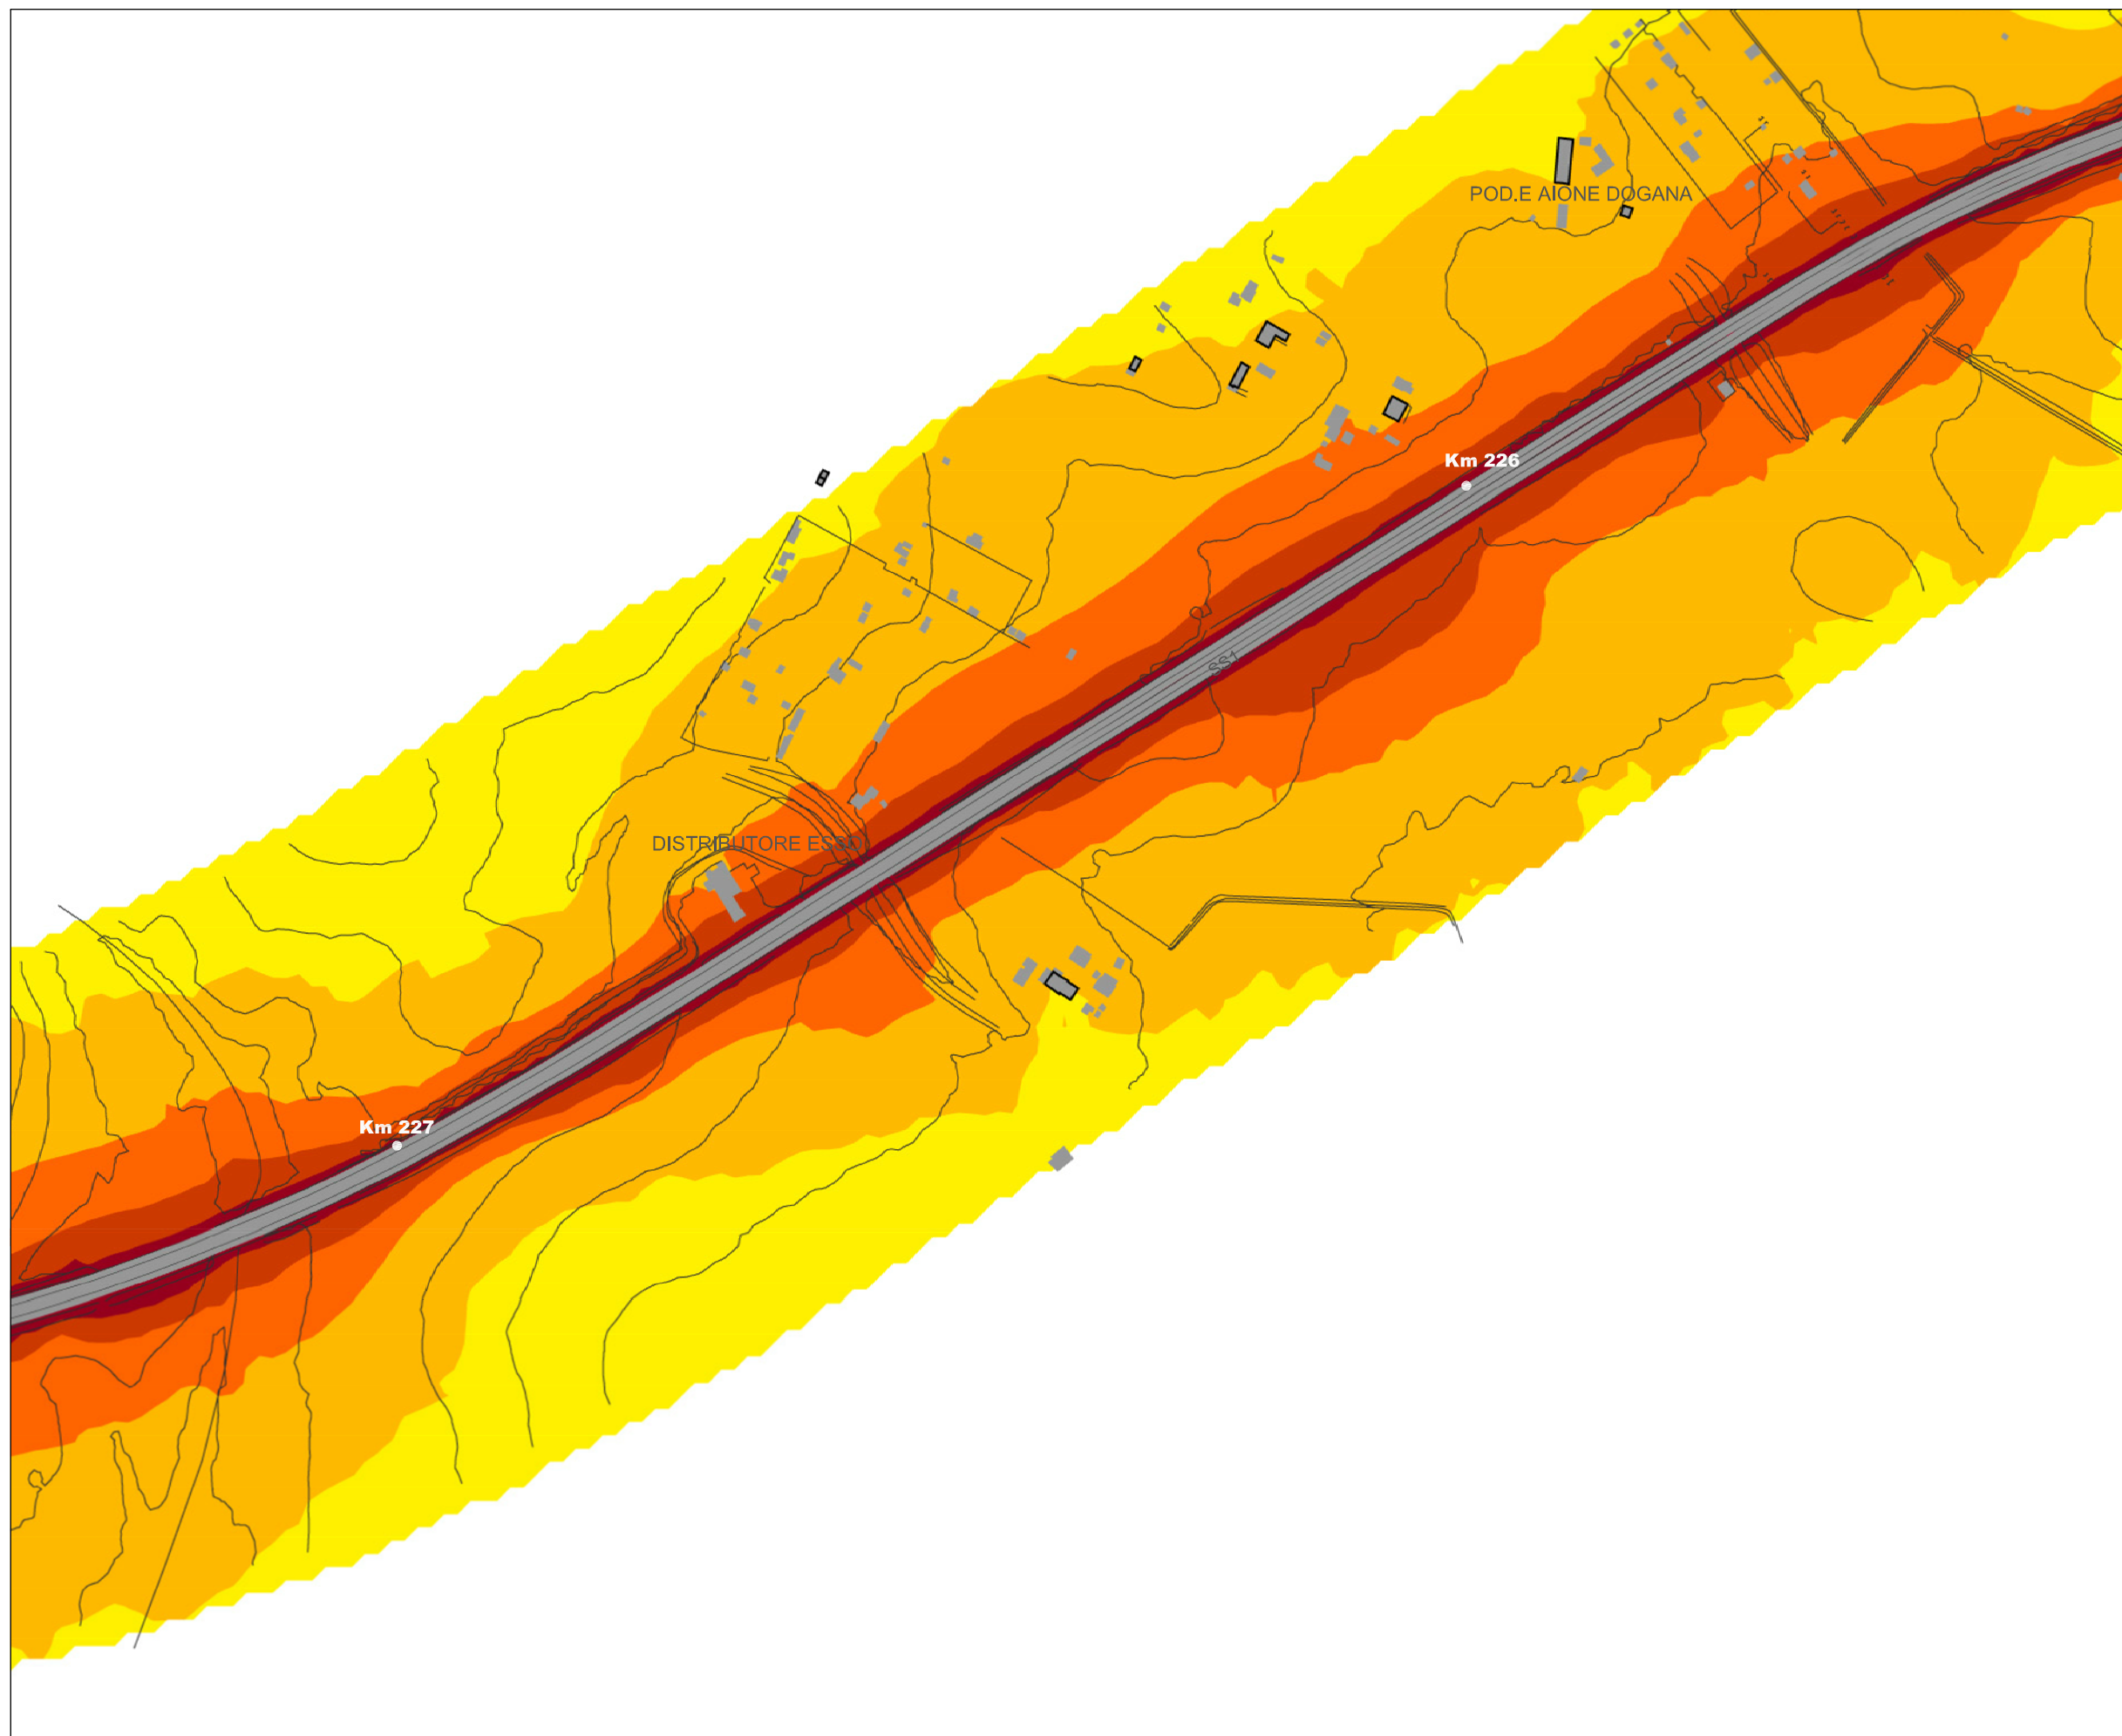 POD.E AIONE DOGANA
Km 226
SS1
DISTRIBUTORE ESSO
Km 227